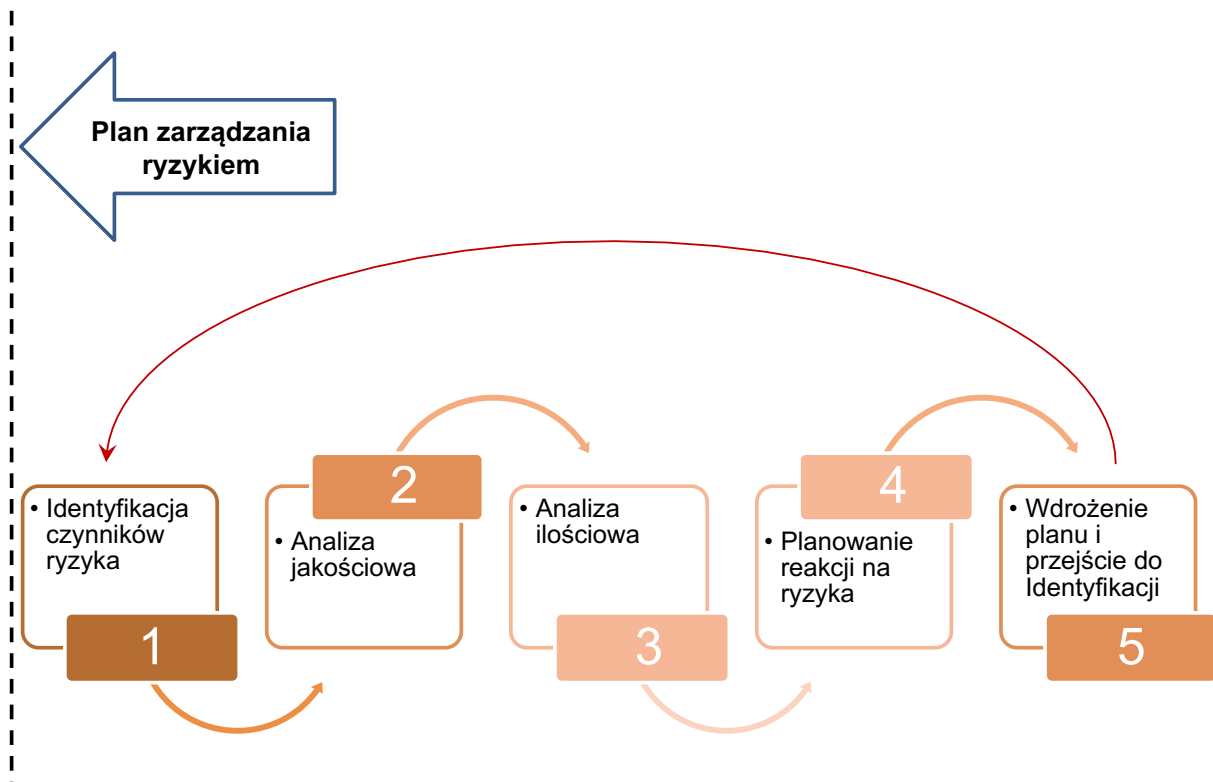 Plan zarządzania
ryzykiem
• Identyfikacja
czynników
ryzyka
1
2
• Analiza
jakościowa
• Analiza
ilościowa
3
4
• Planowanie
reakcji na
ryzyka
• Wdrożenie
planu i
przejście do
Identyfikacji
5